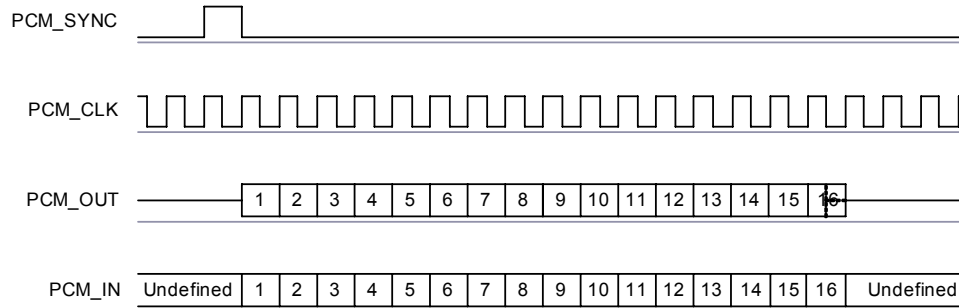 PCM_SYNC
PCM_CLK
PCM_OUT 1 2 3 4 5 6 7 8 9 10 11 12 13 14 15 16
PCM_IN Undefined 1 2 3 4 5 6 7 8 9 10 11 12 13 14 15 16 Undefined